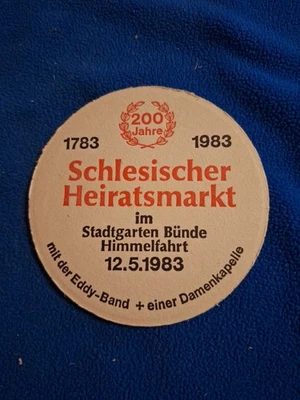 200
Jahre
1783 1983
Schlesischer
Heiratsmarkt
im
Stadtgarten Bünde
Himmelfahrt
12.5.1983
mit der Eddy-Band + einer Damenkapelle